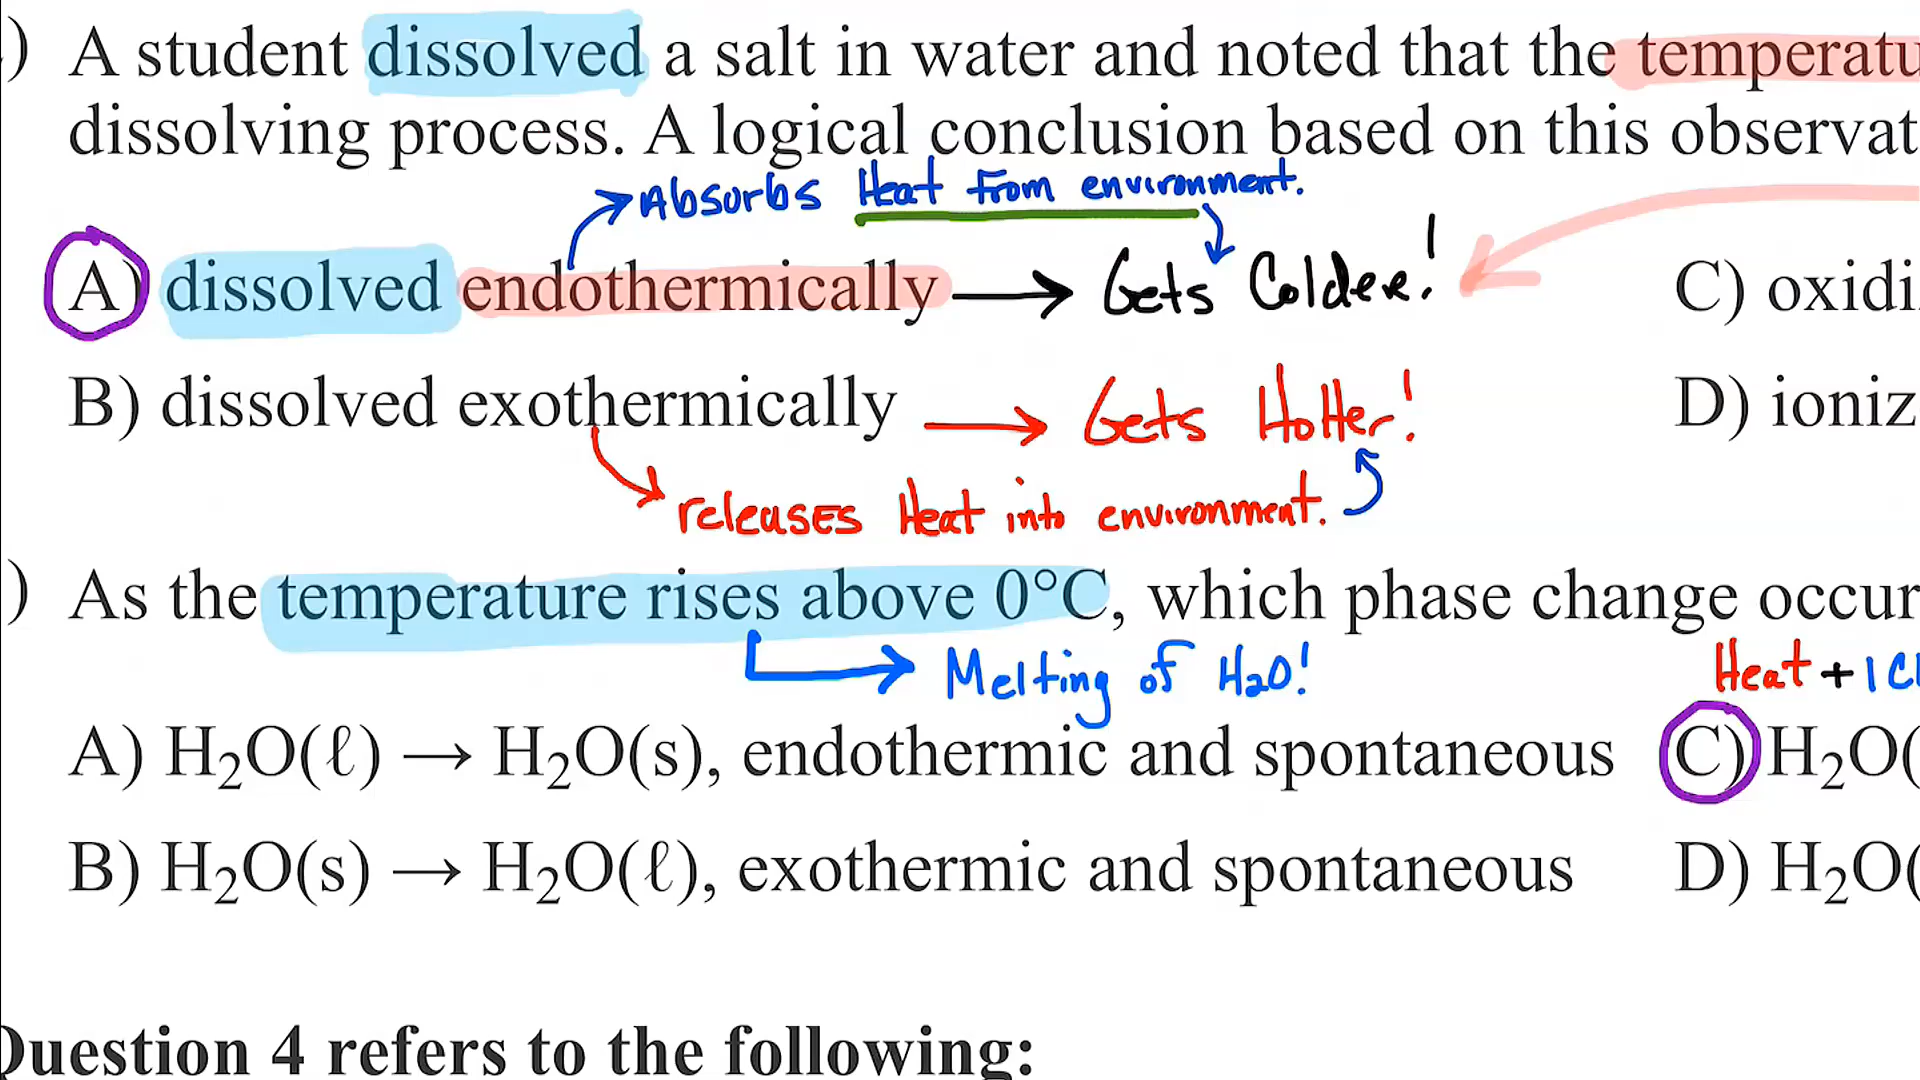 ) A student dissolved a salt in water and noted that the temperatu
dissolving process. A logical conclusion based on this observat
Absorbs Heat from environment.
A) dissolved endothermically → Gets Colder! C) oxidi
B) dissolved exothermically → Gets Hotter! D) ioniz
releases Heat into environment.
) As the temperature rises above 0°C, which phase change occur
Melting of H₂O! Heat + 1 C
A) H₂O(ℓ) → H₂O(s), endothermic and spontaneous C) H₂O(
B) H₂O(s) → H₂O(ℓ), exothermic and spontaneous D) H₂O(
Question 4 refers to the following: